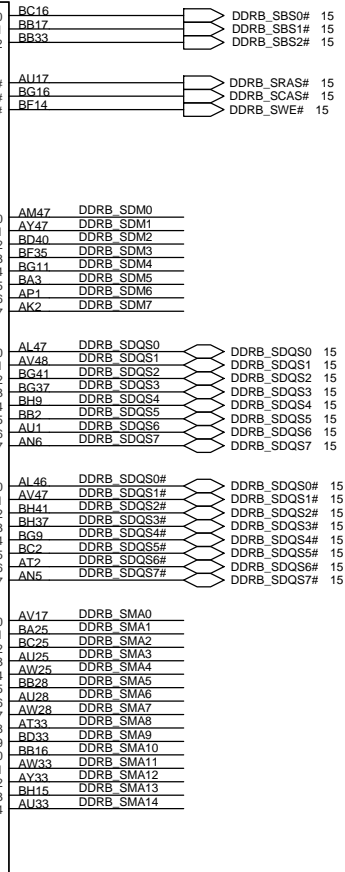 BC16 DDRB_SBS0# 15
BB17 DDRB_SBS1# 15
BB33 DDRB_SBS2# 15
AU17 DDRB_SRAS# 15
BG16 DDRB_SCAS# 15
BF14 DDRB_SWE# 15
AM47 DDRB_SDM0
AY47 DDRB_SDM1
BD40 DDRB_SDM2
BF35 DDRB_SDM3
BG11 DDRB_SDM4
BA3 DDRB_SDM5
AP1 DDRB_SDM6
AK2 DDRB_SDM7
AL47 DDRB_SDQS0 DDRB_SDQS0 15
AV48 DDRB_SDQS1 DDRB_SDQS1 15
BG41 DDRB_SDQS2 DDRB_SDQS2 15
BG37 DDRB_SDQS3 DDRB_SDQS3 15
BH9 DDRB_SDQS4 DDRB_SDQS4 15
BB2 DDRB_SDQS5 DDRB_SDQS5 15
AU1 DDRB_SDQS6 DDRB_SDQS6 15
AN6 DDRB_SDQS7 DDRB_SDQS7 15
AL46 DDRB_SDQS0# DDRB_SDQS0# 15
AV47 DDRB_SDQS1# DDRB_SDQS1# 15
BH41 DDRB_SDQS2# DDRB_SDQS2# 15
BH37 DDRB_SDQS3# DDRB_SDQS3# 15
BG9 DDRB_SDQS4# DDRB_SDQS4# 15
BC2 DDRB_SDQS5# DDRB_SDQS5# 15
AT2 DDRB_SDQS6# DDRB_SDQS6# 15
AN5 DDRB_SDQS7# DDRB_SDQS7# 15
AV17 DDRB_SMA0
BA25 DDRB_SMA1
BC25 DDRB_SMA2
AU25 DDRB_SMA3
AW25 DDRB_SMA4
BB28 DDRB_SMA5
AU28 DDRB_SMA6
AW28 DDRB_SMA7
AT33 DDRB_SMA8
BD33 DDRB_SMA9
BB16 DDRB_SMA10
AW33 DDRB_SMA11
AY33 DDRB_SMA12
BH15 DDRB_SMA13
AU33 DDRB_SMA14